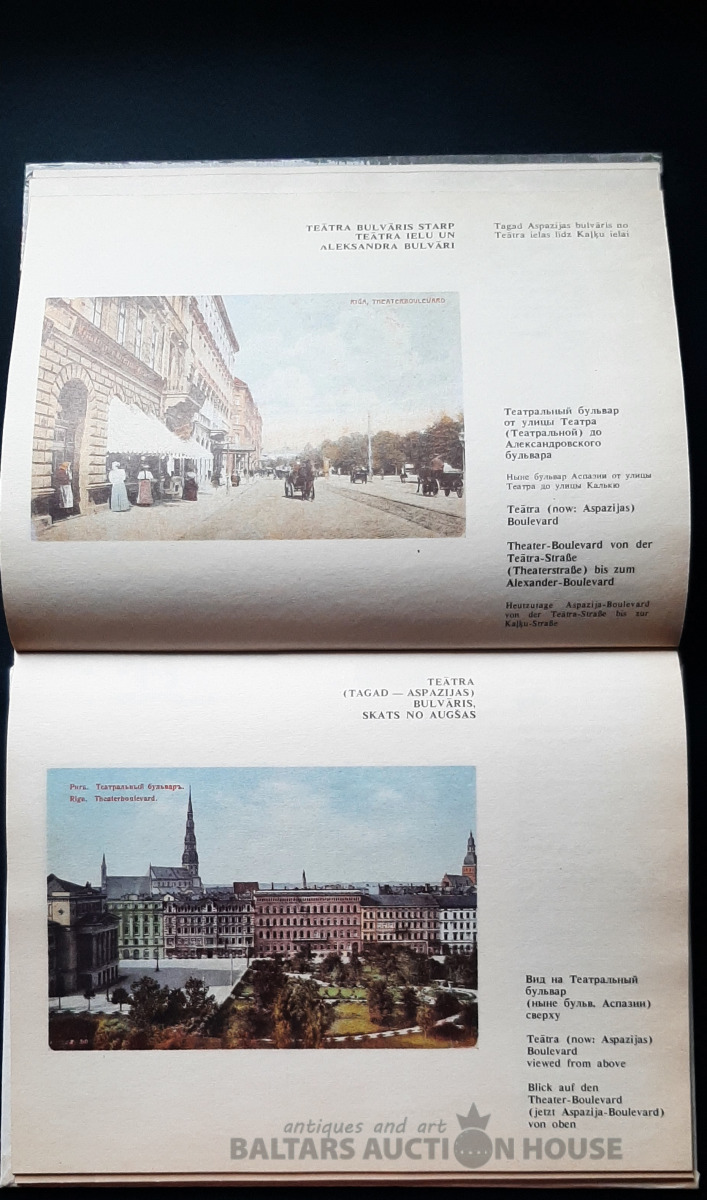 TEĀTRA BULVĀRIS STARP
TEĀTRA IELU UN
ALEKSANDRA BULVĀRI
Tagad Aspazijas bulvāris no
Teātra ielas līdz Kaļķu ielai
RIGA, THEATERBOULEVARD
Театральный бульвар
от улицы Театра
(Театральной) до
Александровского
бульвара
Ныне бульвар Аспазии от улицы
Театра до улицы Калькю
Teātra (now: Aspazijas)
Boulevard
Theater-Boulevard von der
Teātra-Straße
(Theaterstraße) bis zum
Alexander-Boulevard
Heutzutage Aspazija-Boulevard
von der Teātra-Straße bis zur
Kaļķu-Straße
TEĀTRA
(TAGAD — ASPAZIJAS)
BULVĀRIS,
SKATS NO AUGŠAS
Рига. Театральный бульваръ.
Riga. Theaterboulevard.
Вид на Театральный
бульвар
(ныне бульв. Аспазии)
сверху
Teātra (now: Aspazijas)
Boulevard
viewed from above
Blick auf den
Theater-Boulevard
(jetzt Aspazija-Boulevard)
von oben
antiques and art
BALTARS AUCTION HOUSE